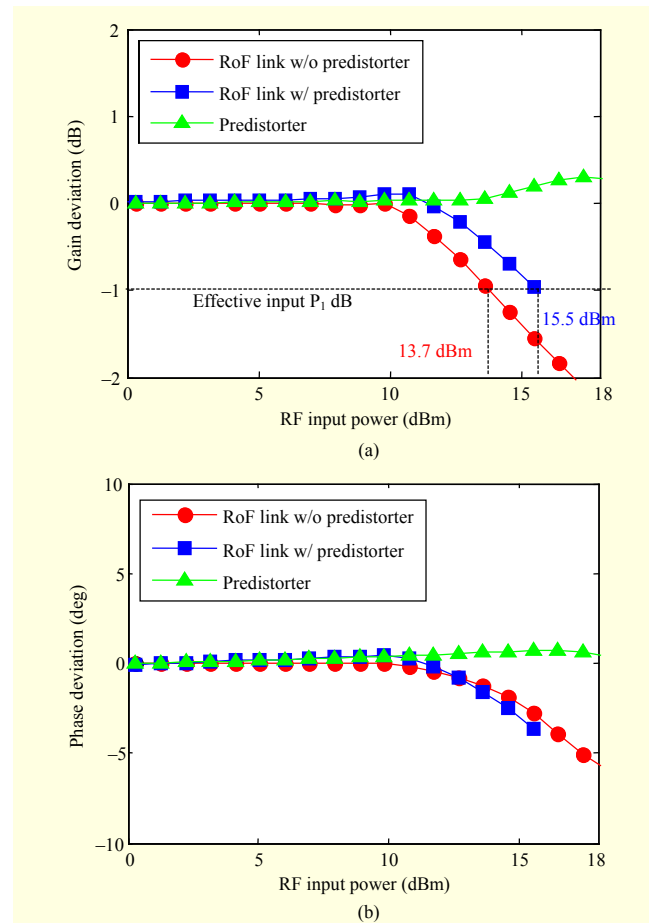 2
1
0
−1
−2
Gain deviation (dB)
RoF link w/o predistorter
RoF link w/ predistorter
Predistorter
Effective input P₁ dB
13.7 dBm
15.5 dBm
0
5
10
15
18
RF input power (dBm)
(a)
10
5
0
−5
−10
Phase deviation (deg)
RoF link w/o predistorter
RoF link w/ predistorter
Predistorter
0
5
10
15
18
RF input power (dBm)
(b)